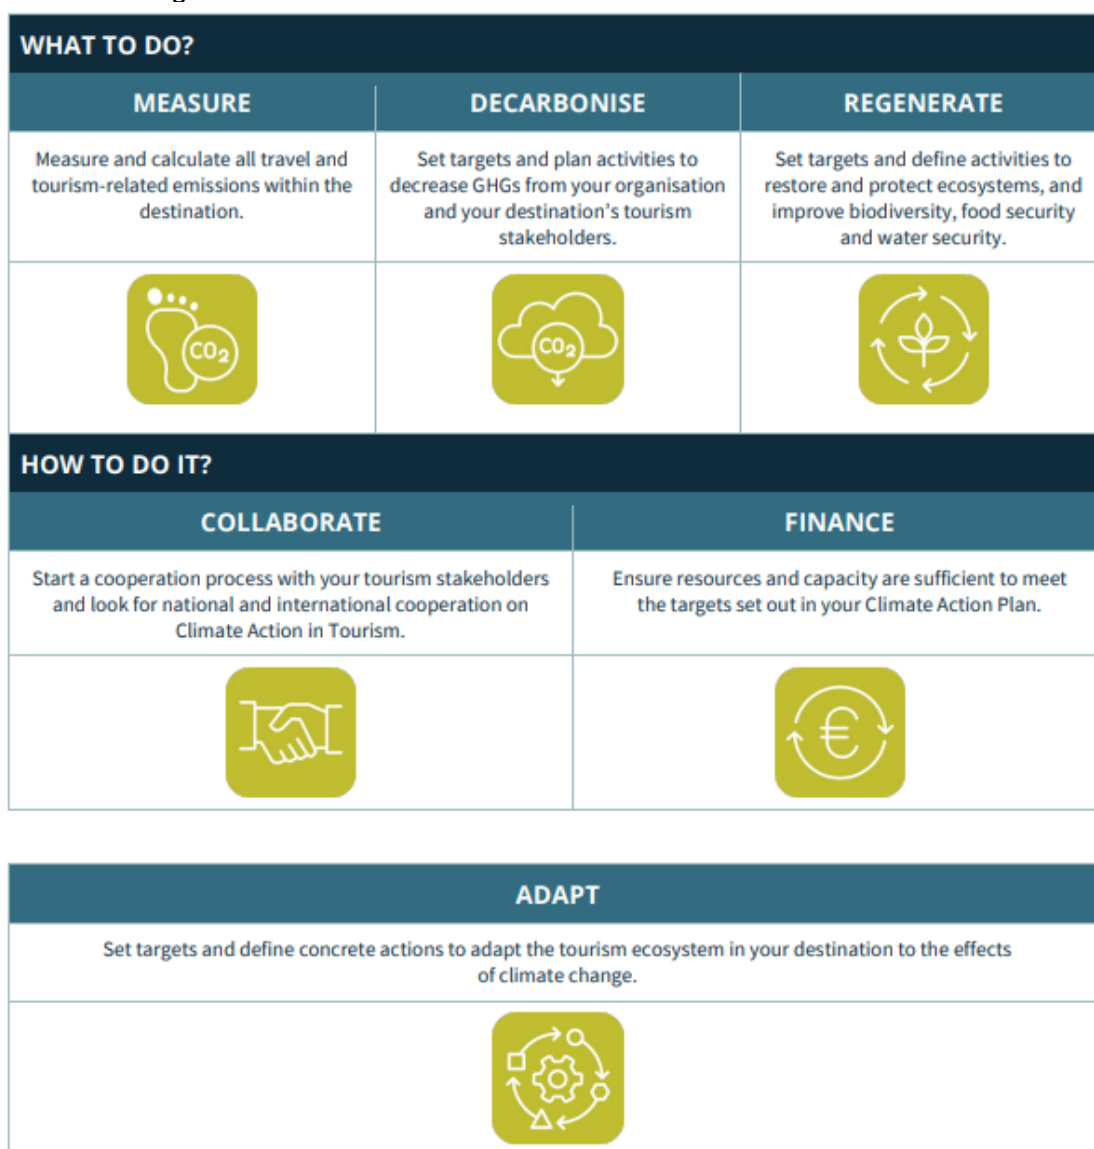 WHAT TO DO?
MEASURE
DECARBONISE
REGENERATE
Measure and calculate all travel and
tourism-related emissions within the
destination.
Set targets and plan activities to
decrease GHGs from your organisation
and your destination's tourism
stakeholders.
Set targets and define activities to
restore and protect ecosystems, and
improve biodiversity, food security
and water security.
CO2
CO2
HOW TO DO IT?
COLLABORATE
FINANCE
Start a cooperation process with your tourism stakeholders
and look for national and international cooperation on
Climate Action in Tourism.
Ensure resources and capacity are sufficient to meet
the targets set out in your Climate Action Plan.
€
ADAPT
Set targets and define concrete actions to adapt the tourism ecosystem in your destination to the effects
of climate change.